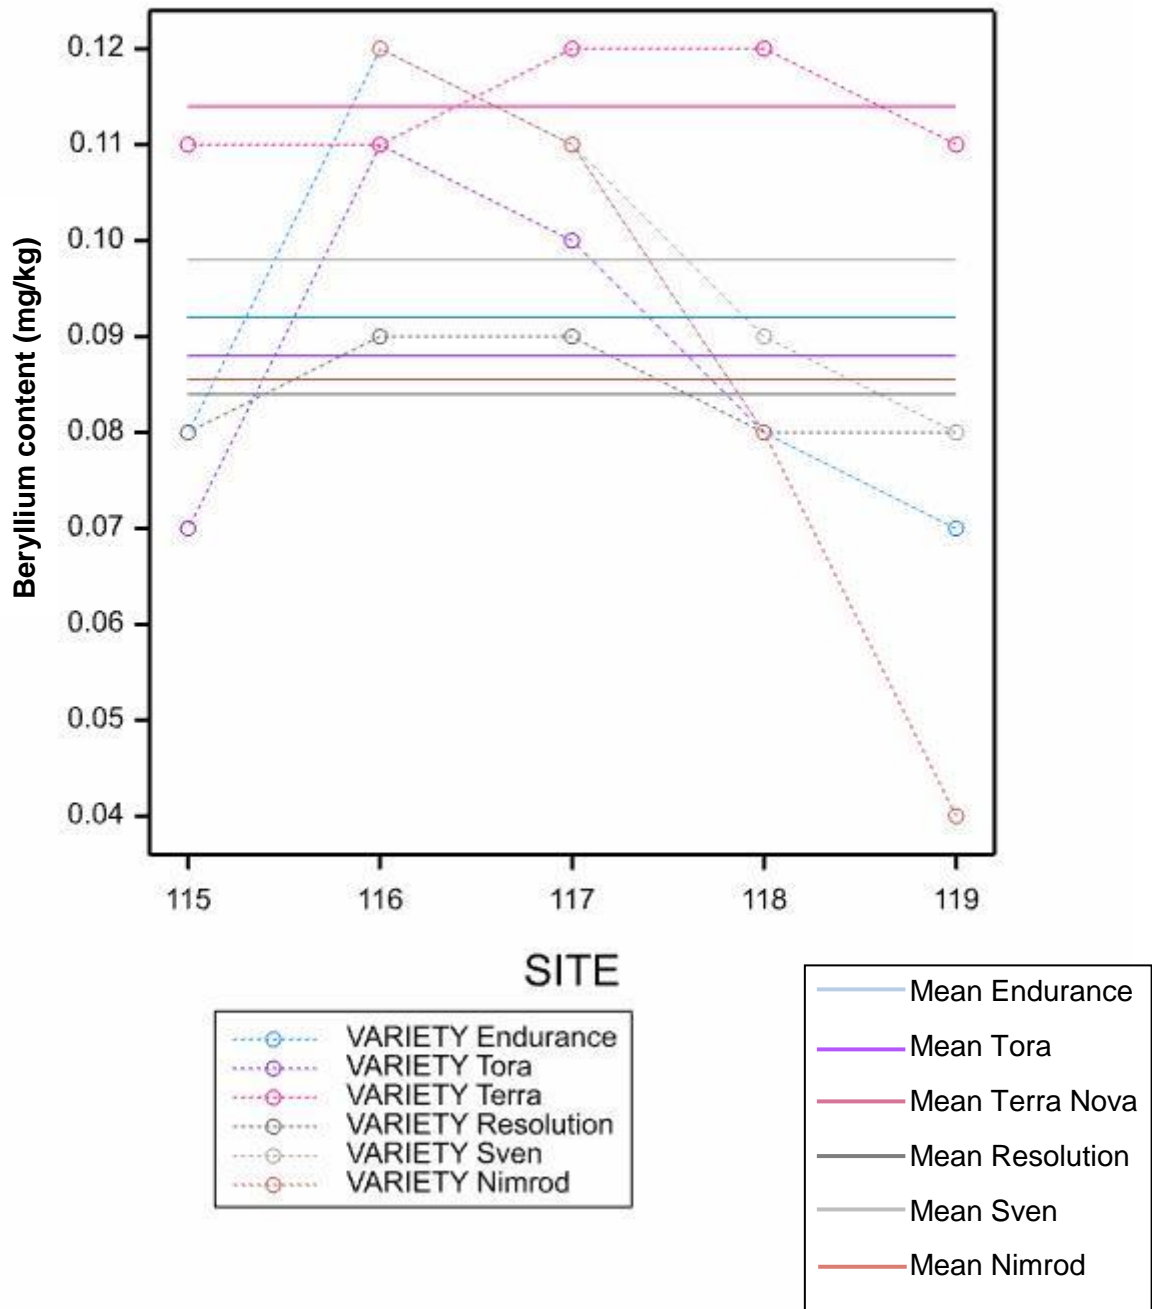 0.12
0.11
0.10
0.09
0.08
0.07
0.06
0.05
0.04
Beryllium content (mg/kg)
115 116 117 118 119
SITE
VARIETY Endurance
VARIETY Tora
VARIETY Terra
VARIETY Resolution
VARIETY Sven
VARIETY Nimrod
Mean Endurance
Mean Tora
Mean Terra Nova
Mean Resolution
Mean Sven
Mean Nimrod